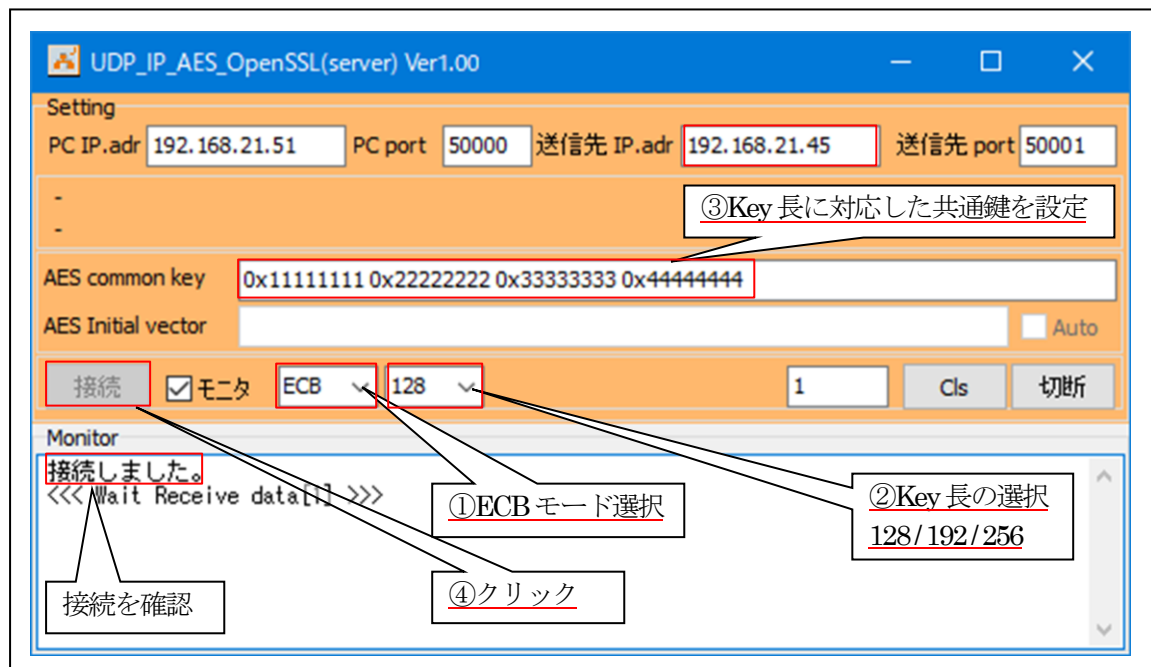 UDP_IP_AES_OpenSSL(server) Ver1.00
Setting
PC IP.adr 192.168.21.51 PC port 50000 送信先 IP.adr 192.168.21.45 送信先 port 50001
-
-
③Key 長に対応した共通鍵を設定
AES common key 0x11111111 0x22222222 0x33333333 0x44444444
AES Initial vector Auto
接続 モニタ ECB 128 1 Cls 切断
Monitor
接続しました。
<<< Wait Receive data[1] >>>
①ECB モード選択
②Key 長の選択
128/192/256
接続を確認
④クリック